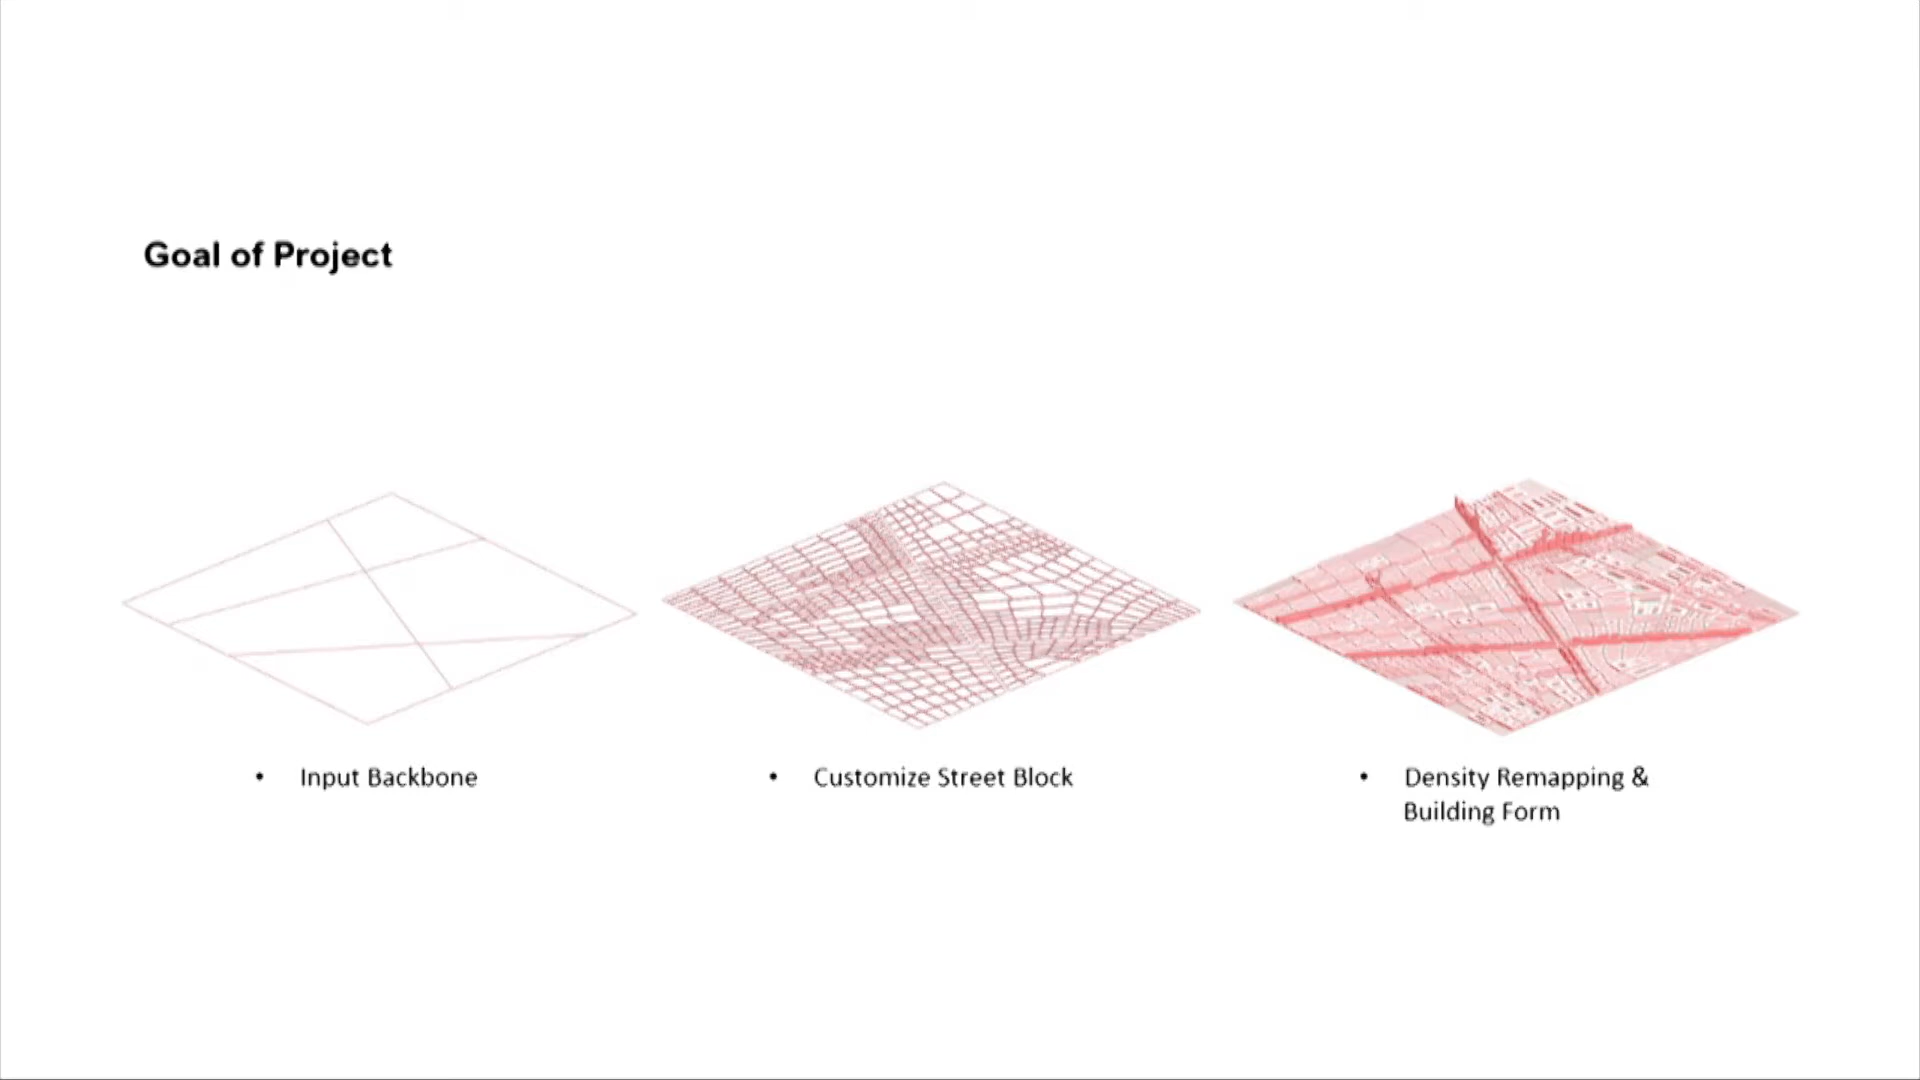 Goal of Project
• Input Backbone
• Customize Street Block
• Density Remapping &
Building Form